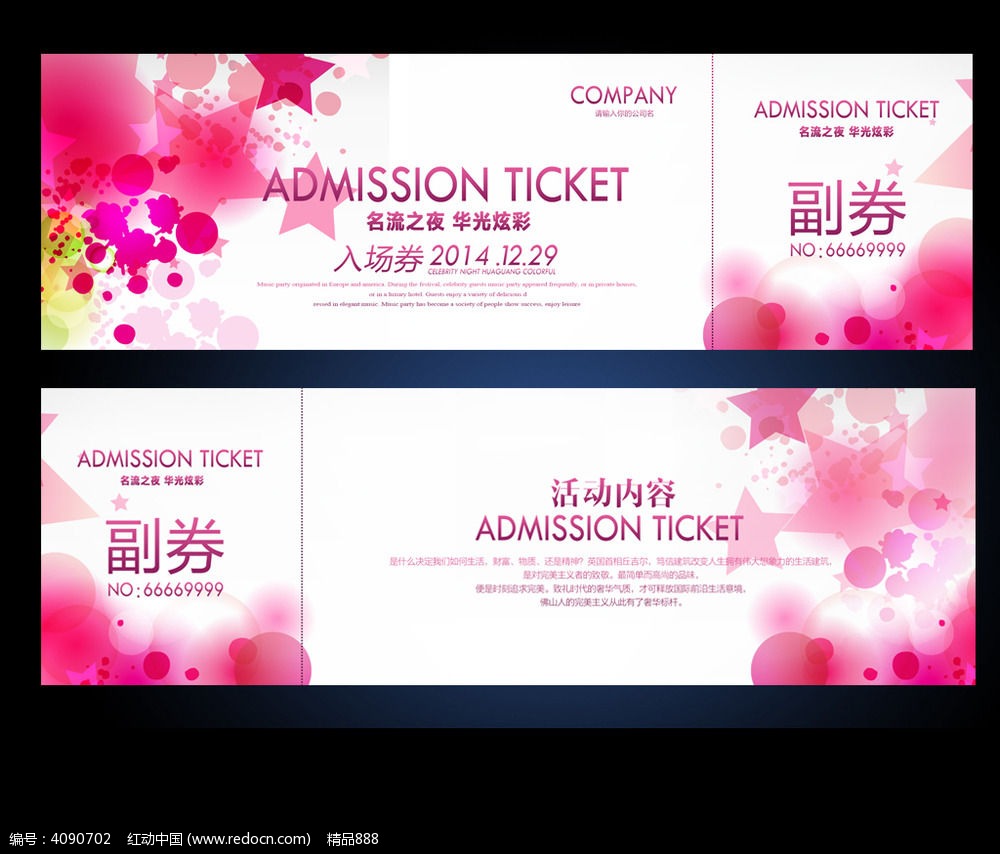 COMPANY
请输入你的公司名
ADMISSION TICKET
名流之夜 华光炫彩
入场券 2014.12.29
CELEBRITY NIGHT HUAGUANG COLORFUL
Music party originated in Europe and america. During the festival, celebrity guests music party appeared frequently, or in private houses,
or in a luxury hotel. Guests enjoy a variety of delicious d
ressed in elegant music. Music party has become a society of people show success, enjoy leisure
ADMISSION TICKET
名流之夜 华光炫彩
副券
NO:66669999
ADMISSION TICKET
名流之夜 华光炫彩
副券
NO:66669999
活动内容
ADMISSION TICKET
是什么决定我们如何生活，财富、物质、还是精神？英国首相丘吉尔，笃信建筑改变人生拥有伟大想象力的生活建筑，
是对完美主义者的致敬。最简单而高尚的品味，
便是时刻追求完美。致礼时代的奢华气质，才可释放国际前沿生活意境，
佛山人的完美主义从此有了奢华标杆。
编号：4090702 红动中国 (www.redocn.com) 精品888